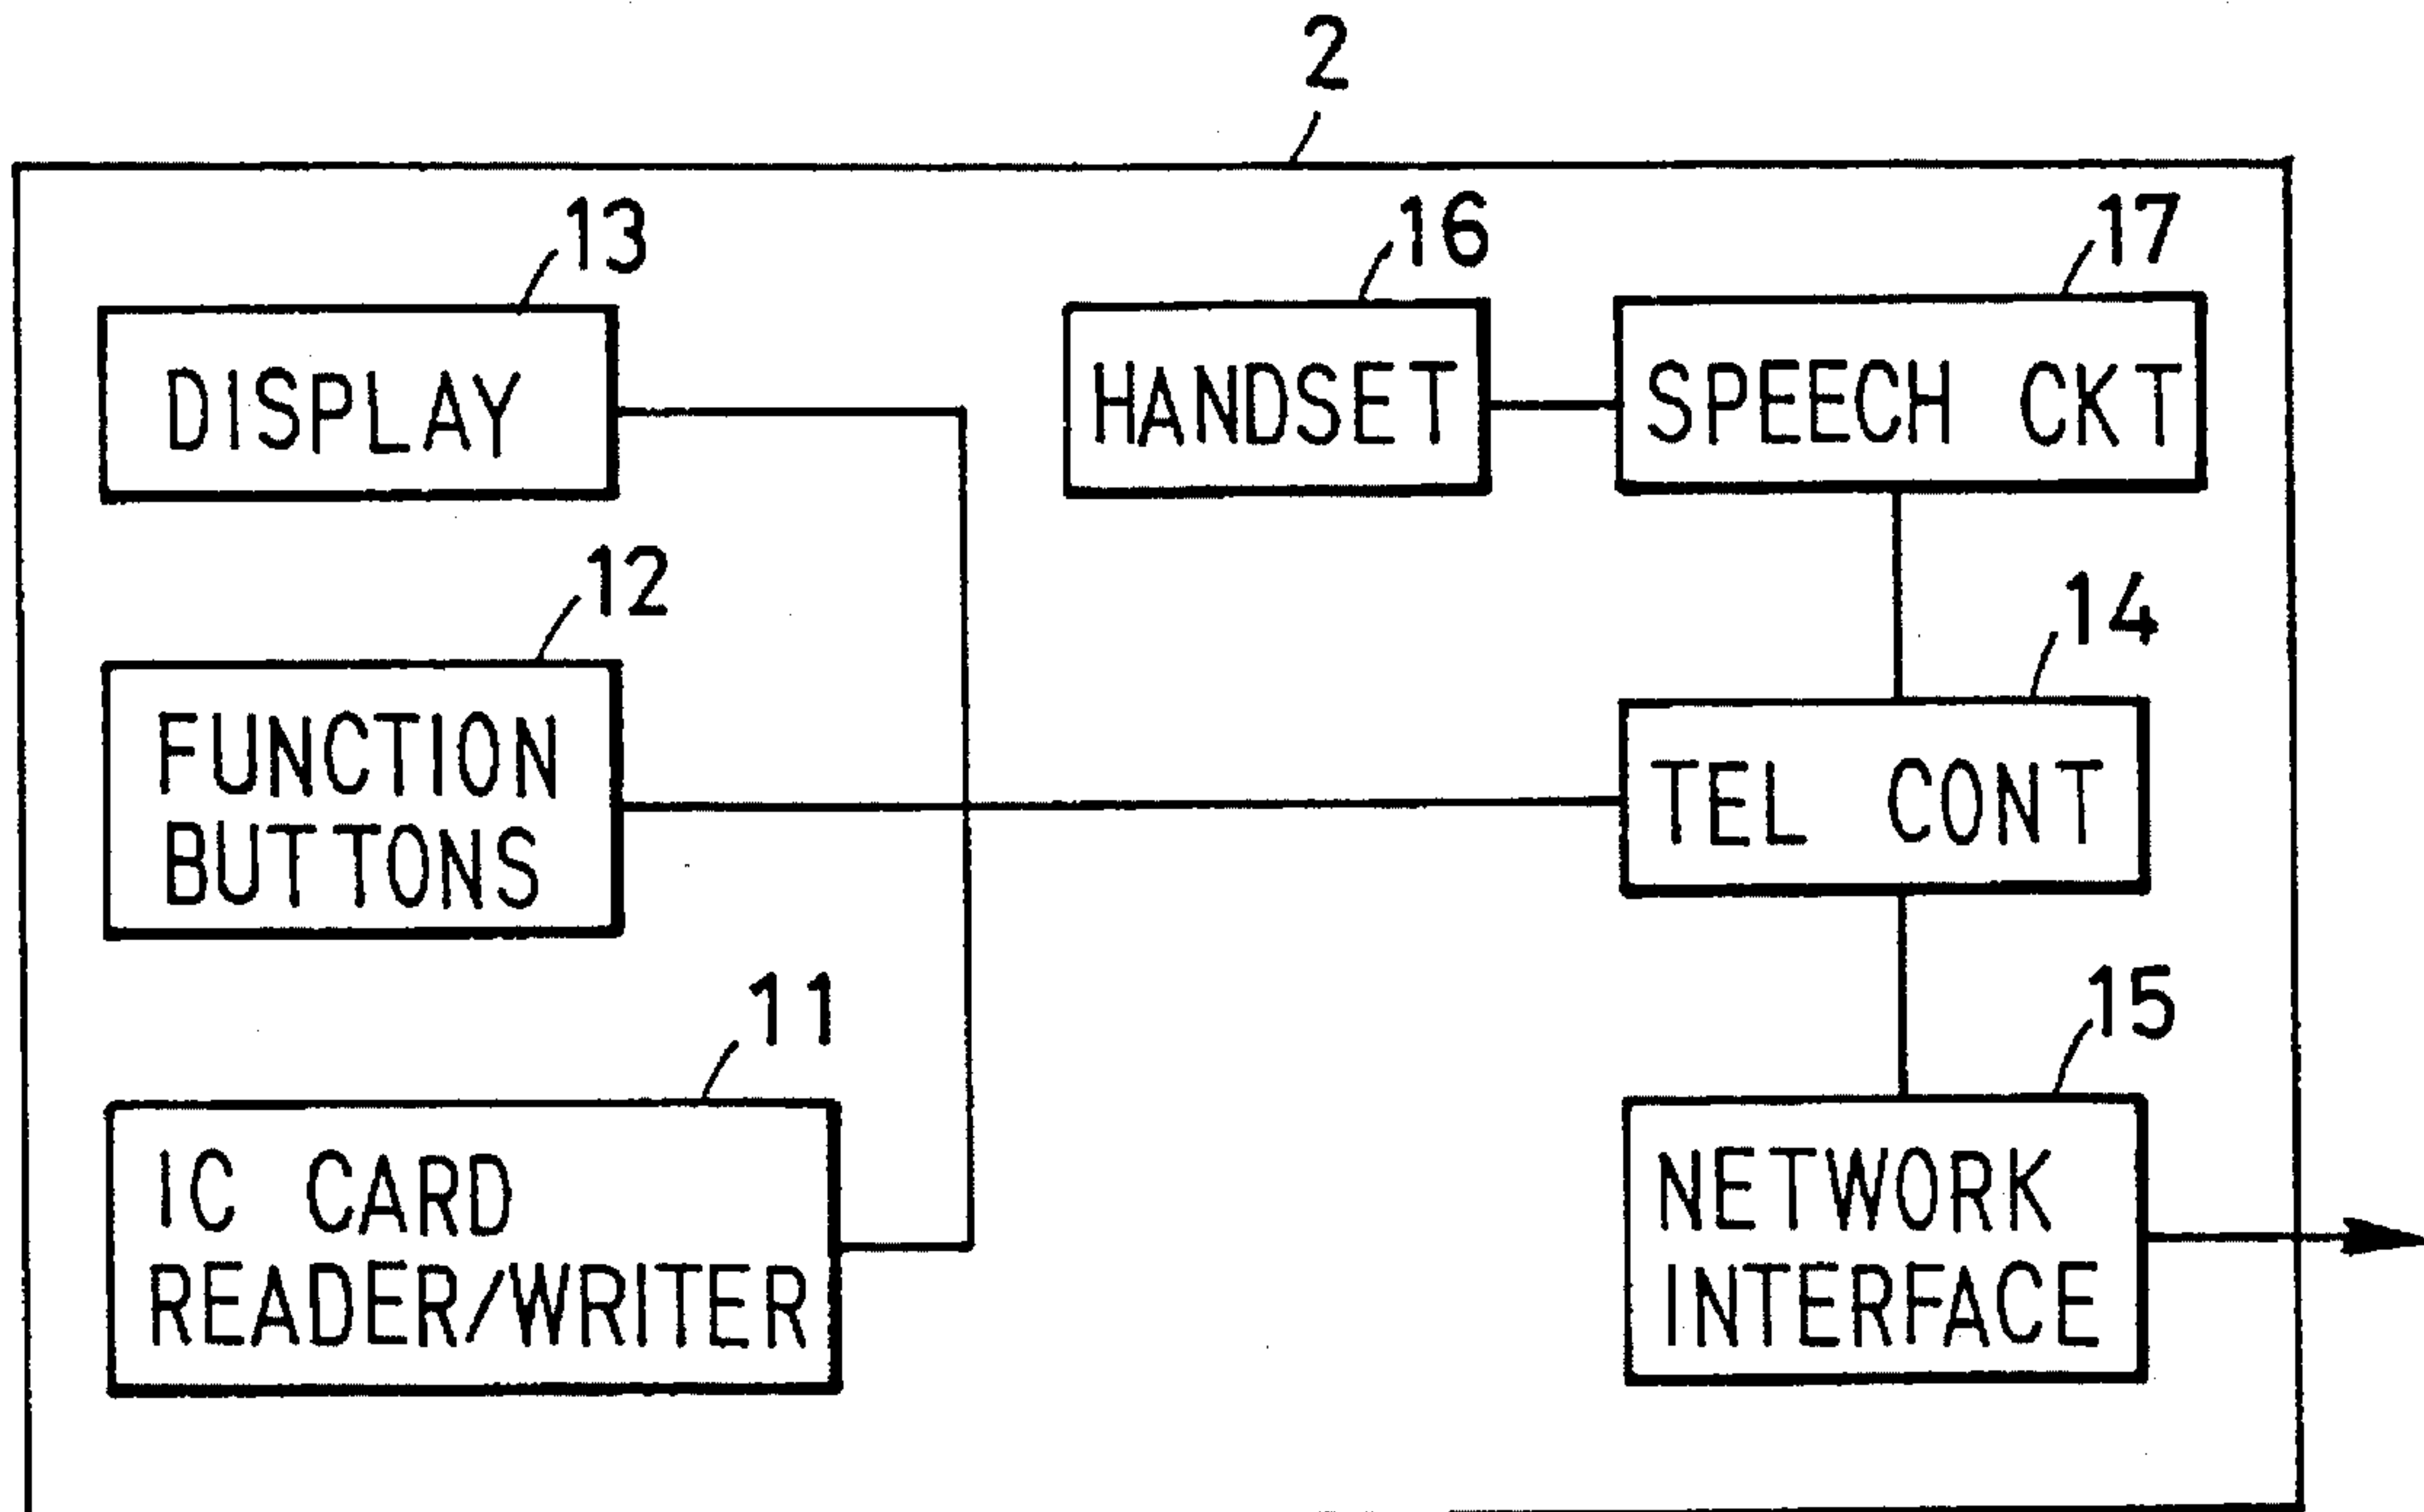 2
13
16
17
DISPLAY
HANDSET
SPEECH CKT
12
14
FUNCTION
BUTTONS
TEL CONT
11
15
IC CARD
READER/WRITER
NETWORK
INTERFACE